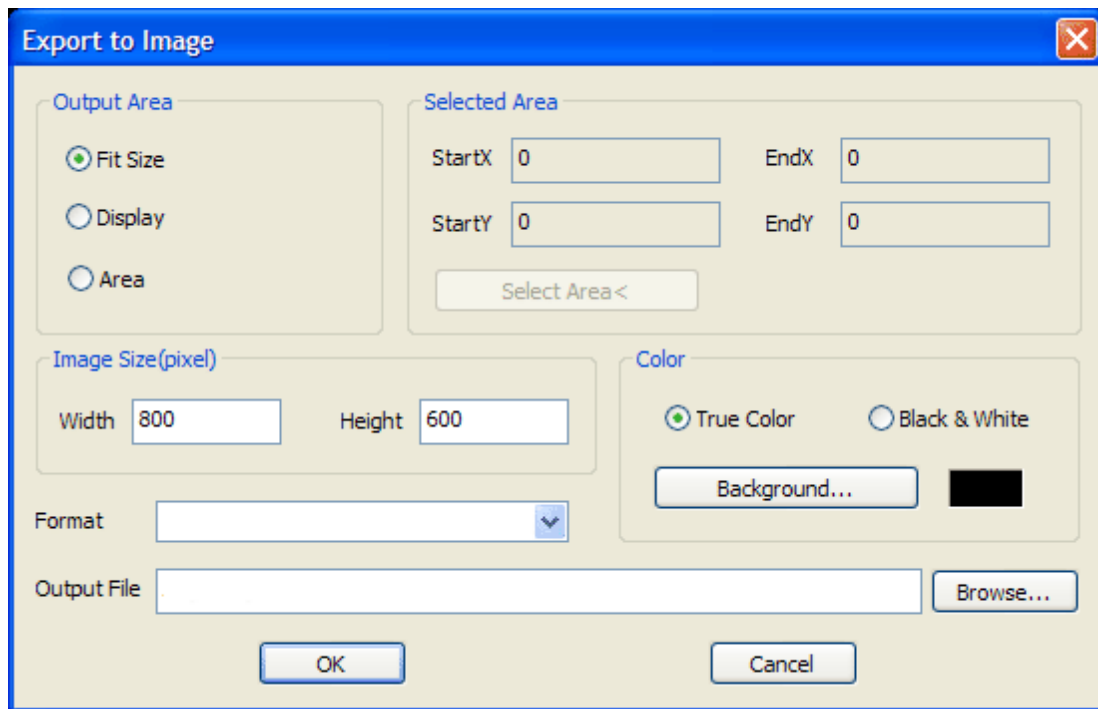 Export to Image
Output Area
Fit Size
Display
Area
Selected Area
StartX 0 EndX 0
StartY 0 EndY 0
Select Area<
Image Size(pixel)
Width 800 Height 600
Color
True Color Black & White
Background...
Format
Output File Browse...
OK Cancel